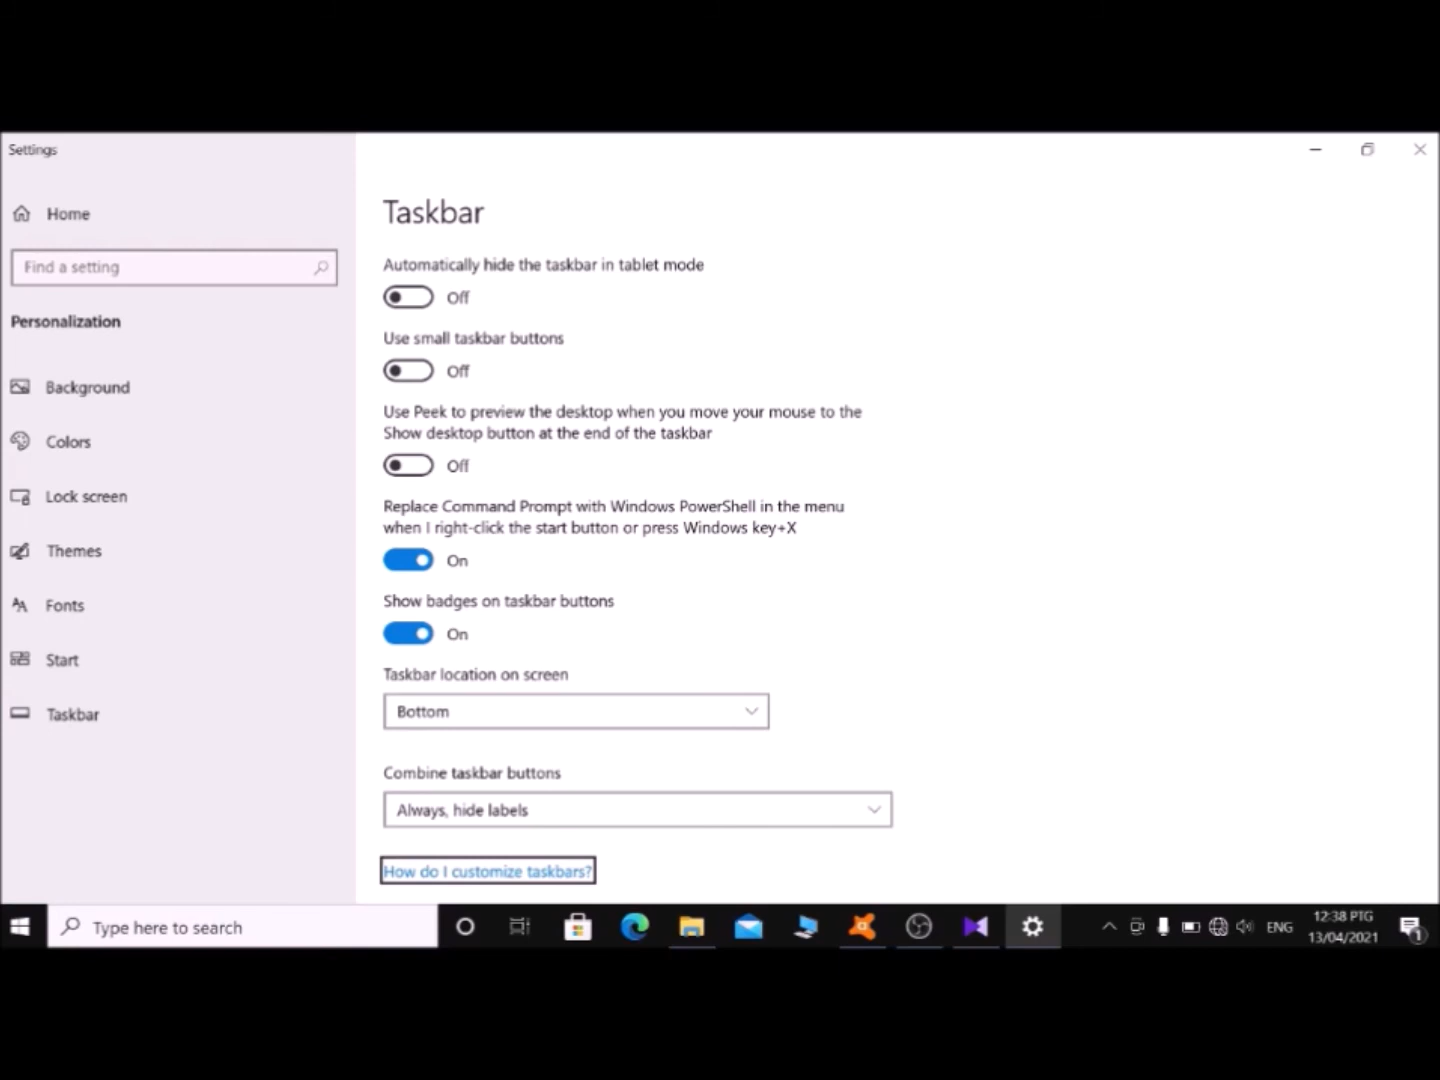 Settings
Home
Find a setting
Personalization
Background
Colors
Lock screen
Themes
Fonts
Start
Taskbar
Taskbar
Automatically hide the taskbar in tablet mode
Off
Use small taskbar buttons
Off
Use Peek to preview the desktop when you move your mouse to the
Show desktop button at the end of the taskbar
Off
Replace Command Prompt with Windows PowerShell in the menu
when I right-click the start button or press Windows key+X
On
Show badges on taskbar buttons
On
Taskbar location on screen
Bottom
Combine taskbar buttons
Always, hide labels
How do I customize taskbars?
Type here to search
ENG
12:38 PTG
13/04/2021
1